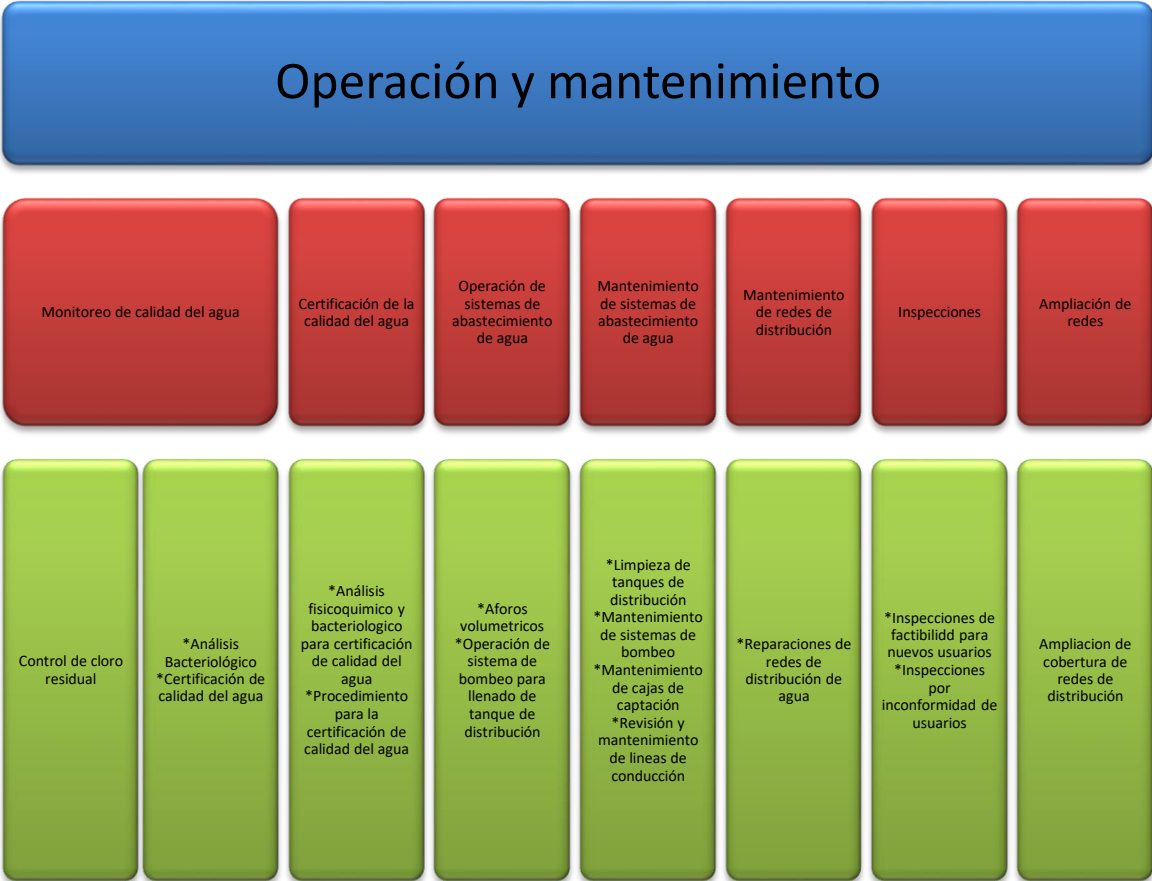 Operación y mantenimiento
Monitoreo de calidad del agua
Certificación de la
calidad del agua
Operación de
sistemas de
abastecimiento
de agua
Mantenimiento
de sistemas de
abastecimiento
de agua
Mantenimiento
de redes de
distribución
Inspecciones
Ampliación de
redes
Control de cloro
residual
*Análisis
Bacteriológico
*Certificación de
calidad del agua
*Análisis
fisicoquimico y
bacteriologico
para certificación
de calidad del
agua
*Procedimiento
para la
certificación de
calidad del agua
*Aforos
volumetricos
*Operación de
sistema de
bombeo para
llenado de
tanque de
distribución
*Limpieza de
tanques de
distribución
*Mantenimiento
de sistemas de
bombeo
*Mantenimiento
de cajas de
captación
*Revisión y
mantenimiento
de lineas de
conducción
*Reparaciones de
redes de
distribución de
agua
*Inspecciones de
factibilidd para
nuevos usuarios
*Inspecciones
por
inconformidad de
usuarios
Ampliacion de
cobertura de
redes de
distribución